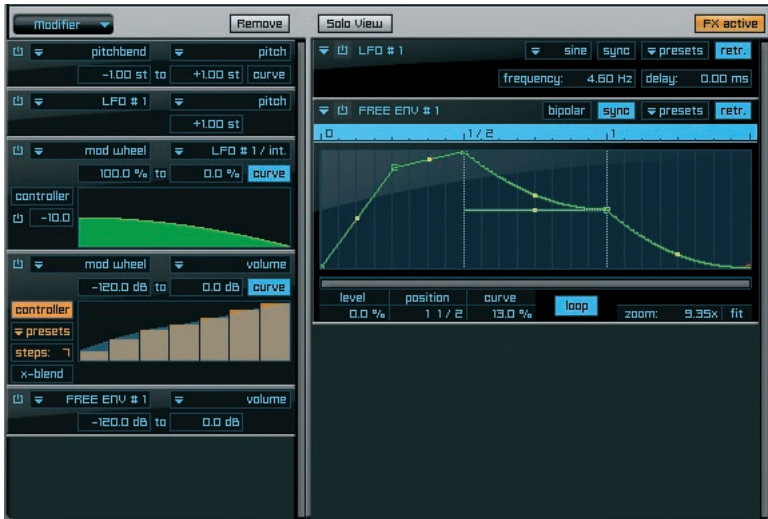 Modifier Remove
pitchbend pitch
-1.00 st to +1.00 st curve
LFO # 1 pitch
+1.00 st
mod wheel LFO # 1 / int.
100.0 % to 0.0 % curve
controller
-10.0
mod wheel volume
-120.0 dB to 0.0 dB curve
controller
presets
steps: 7
x-blend
FREE ENV # 1 volume
-120.0 dB to 0.0 dB
Solo View FX active
LFO # 1 sine sync presets retr.
frequency: 4.60 Hz delay: 0.00 ms
FREE ENV # 1 bipolar sync presets retr.
0 1/2 1
level position curve
0.0 % 1 1/2 13.0 % loop zoom: 9.35x fit